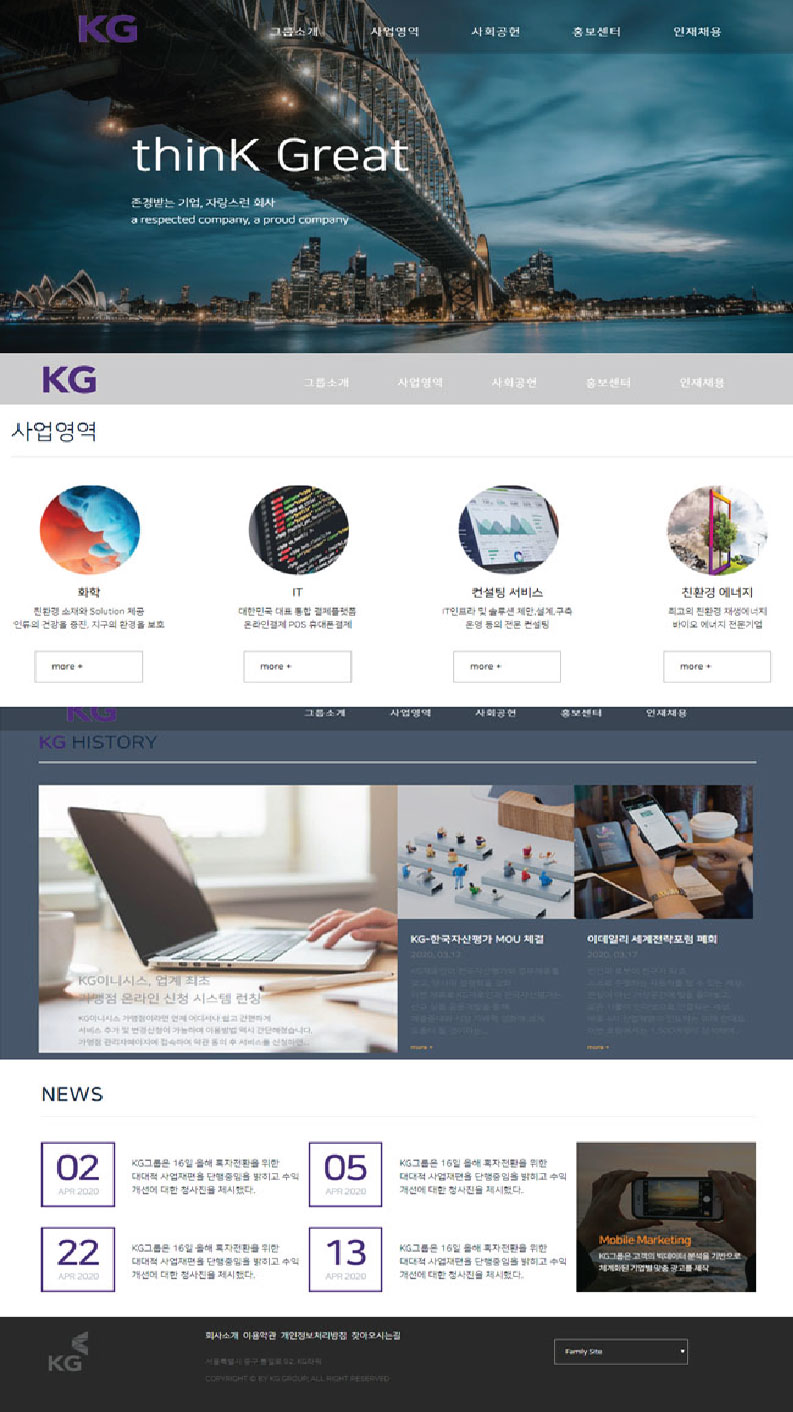 KG
그룹소개 사업영역 사회공헌 홍보센터 인재채용
thinK Great
존경받는 기업, 자랑스런 회사
a respected company, a proud company
KG
그룹소개 사업영역 사회공헌 홍보센터 인재채용
사업영역
화학
친환경 소재와 Solution 제공
인류의 건강을 증진, 지구의 환경을 보호
more +
IT
대한민국 대표 통합 결제플랫폼
온라인결제 POS 휴대폰결제
more +
컨설팅 서비스
IT인프라 및 솔루션 제안,설계,구축
운영 등의 전문 컨설팅
more +
친환경 에너지
최고의 친환경 재생에너지
바이오 에너지 전문기업
more +
KG
그룹소개 사업영역 사회공헌 홍보센터 인재채용
KG HISTORY
KG이니시스, 업계 최초
가맹점 온라인 신청 시스템 런칭
KG이니시스 가맹점이라면 언제 어디서나 쉽고 간편하게
서비스 추가 및 변경신청이 가능하며 이용방법 역시 간단해졌습니다.
가맹점 관리자페이지에 접속하여 약관 동의 후 서비스를 신청하면...
KG-한국자산평가 MOU 체결
2020. 03.17
more +
이데일리 세계전략포럼 폐회
2020. 03.17
more +
NEWS
02
APR 2020
KG그룹은 16일 올해 흑자전환을 위한
대대적 사업재편을 단행중임을 밝히고 수익
개선에 대한 청사진을 제시했다.
05
APR 2020
KG그룹은 16일 올해 흑자전환을 위한
대대적 사업재편을 단행중임을 밝히고 수익
개선에 대한 청사진을 제시했다.
22
APR 2020
KG그룹은 16일 올해 흑자전환을 위한
대대적 사업재편을 단행중임을 밝히고 수익
개선에 대한 청사진을 제시했다.
13
APR 2020
KG그룹은 16일 올해 흑자전환을 위한
대대적 사업재편을 단행중임을 밝히고 수익
개선에 대한 청사진을 제시했다.
Mobile Marketing
KG그룹은 고객의 빅데이터 분석을 기반으로
체계화된 기업별 맞춤 광고를 제작
KG
회사소개 이용약관 개인정보처리방침 찾아오시는길
서울특별시 중구 통일로 92, KG타워
COPYRIGHT © BY KG GROUP, ALL RIGHT RESERVED
Family Site